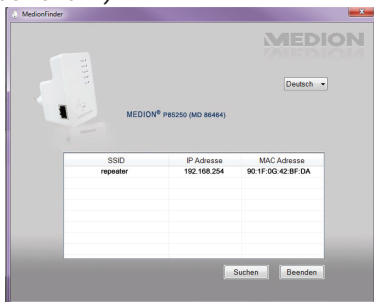 MedionFinder
MEDION
Deutsch
MEDION® P85250 (MD 86464)
SSID IP Adresse MAC Adresse
repeater 192.168.254 90:1F:0G:42:BF:DA
Suchen Beenden